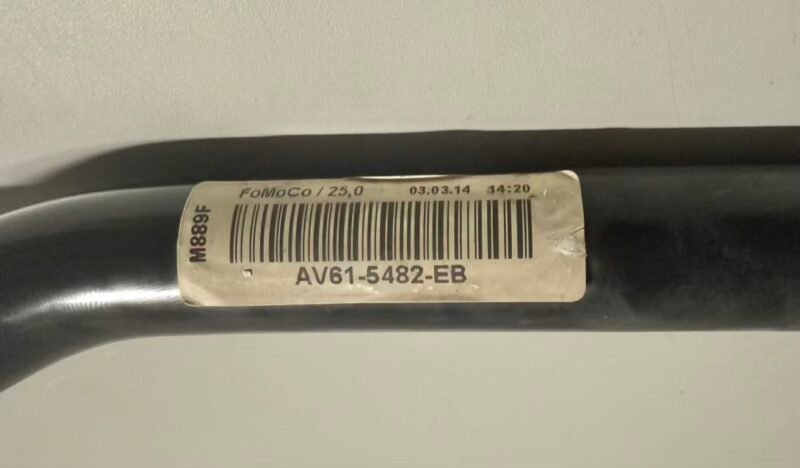 FoMoCo / 25,0 03.03.14 14:20
M889F
AV61-5482-EB